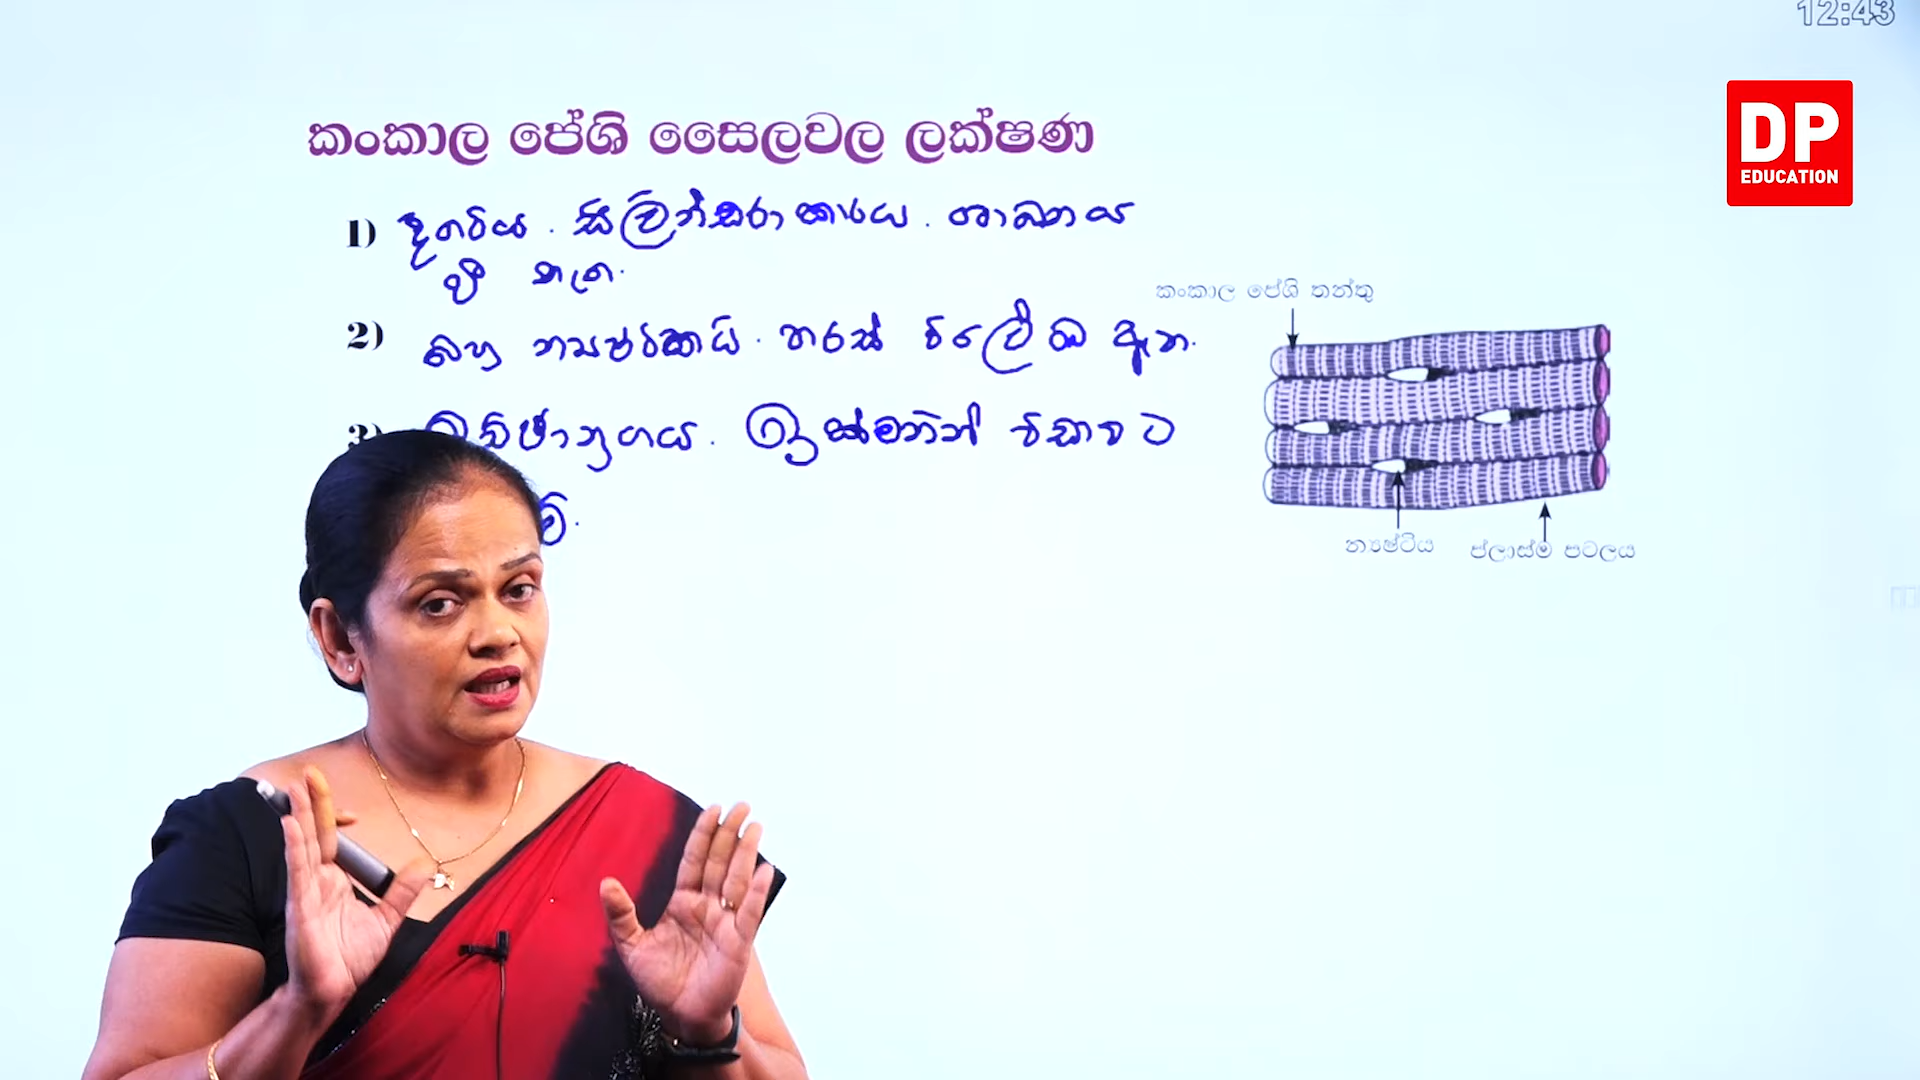 12:43
DP
EDUCATION
කංකාල පේශි සෛලවල ලක්ෂණ
1) දිගටිය. සිලින්ඩරාකාරය. ශාඛනය
වී නැත.
2) බහු න්‍යෂ්ටිකයි. හරස් විලේඛ ඇත.
3) ඉච්ඡානුගය. ඉක්මනින් විඩාවට
කංකාල පේශි තන්තු
න්‍යෂ්ටිය
ප්ලාස්ම පටලය